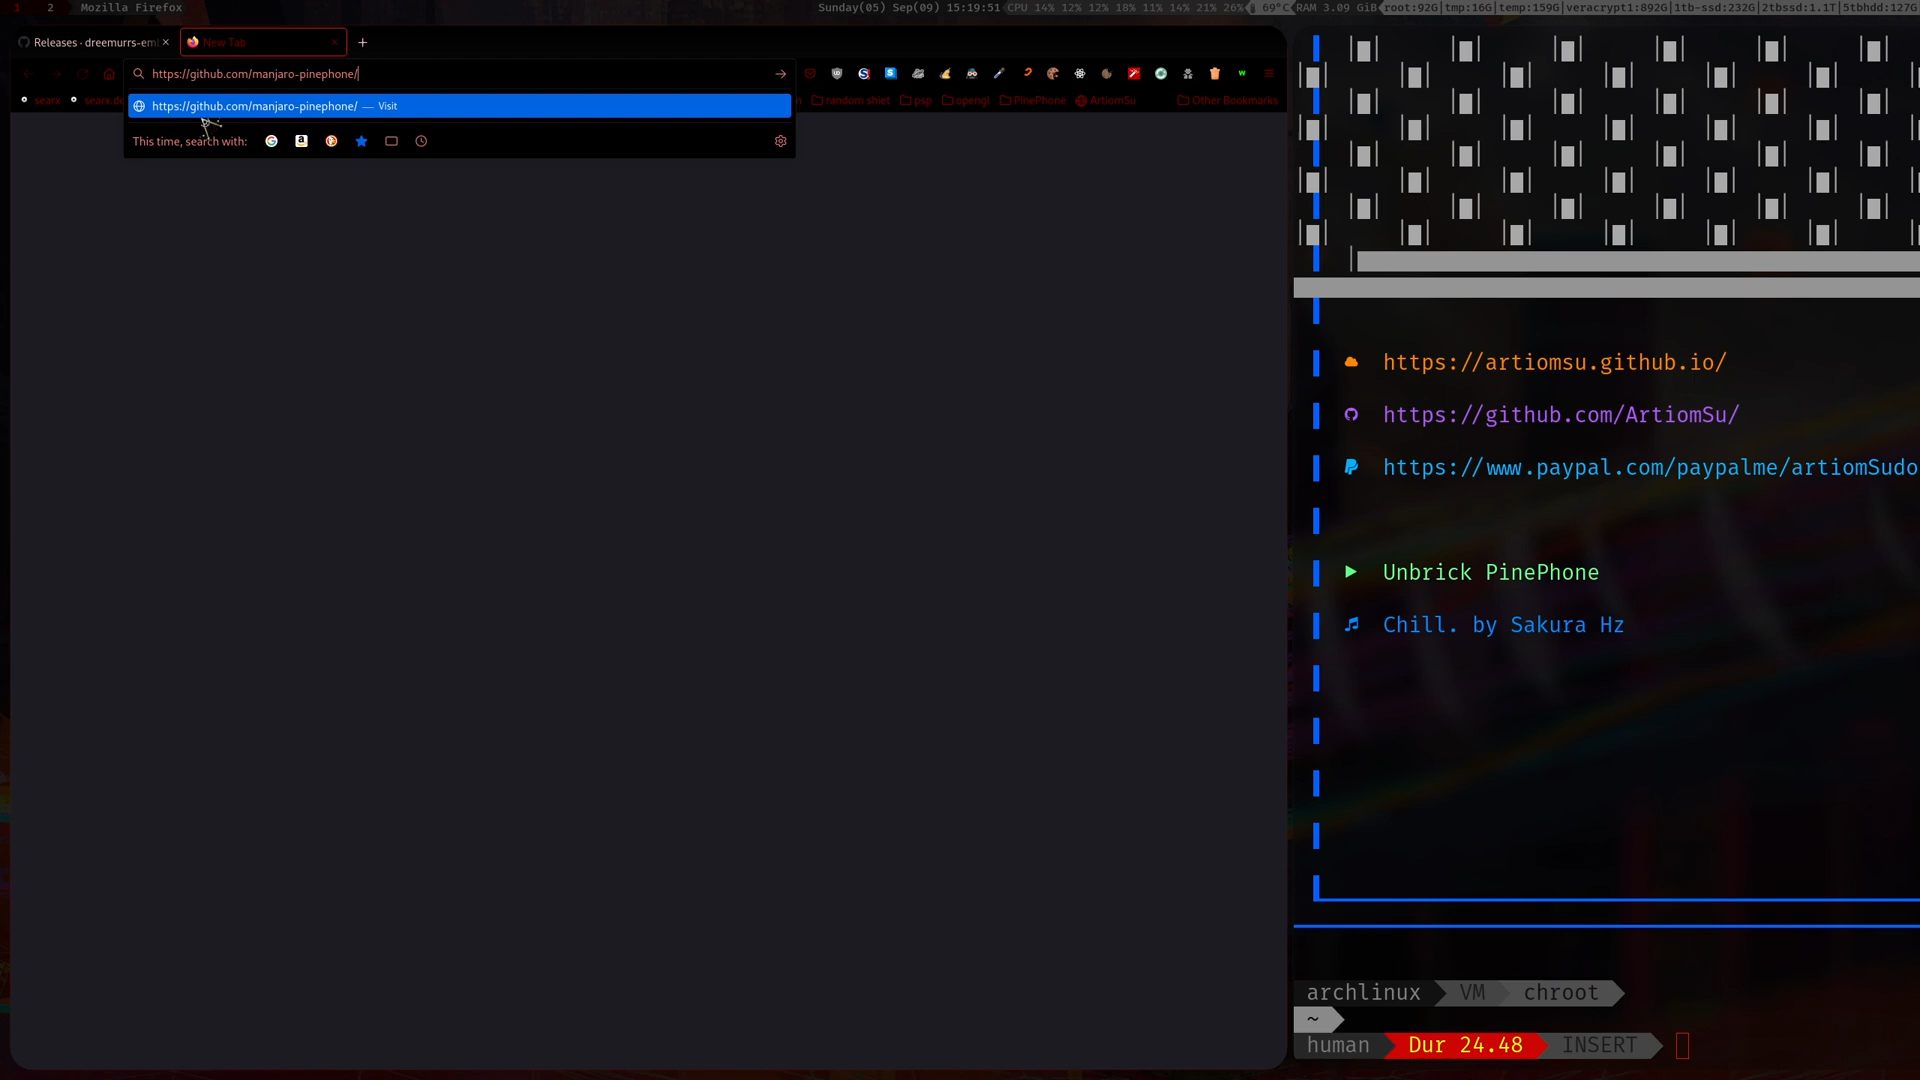 1 2 Mozilla Firefox Sunday(05) Sep(09) 15:19:51 CPU 14% 12% 12% 18% 11% 14% 21% 26% 69°C RAM 3.09 GiB root:92G|tmp:16G|temp:159G|veracrypt1:892G|1tb-ssd:232G|2tbssd:1.1T|5tbhdd:127G
Releases · dreemurrs-em
New Tab
https://github.com/manjaro-pinephone/
searx searx.de random shiet psp opengl PinePhone ArtiomSu Other Bookmarks
https://github.com/manjaro-pinephone/ — Visit
This time, search with:
https://artiomsu.github.io/
https://github.com/ArtiomSu/
https://www.paypal.com/paypalme/artiomSudo
Unbrick PinePhone
Chill. by Sakura Hz
archlinux VM chroot
~
human Dur 24.48 INSERT